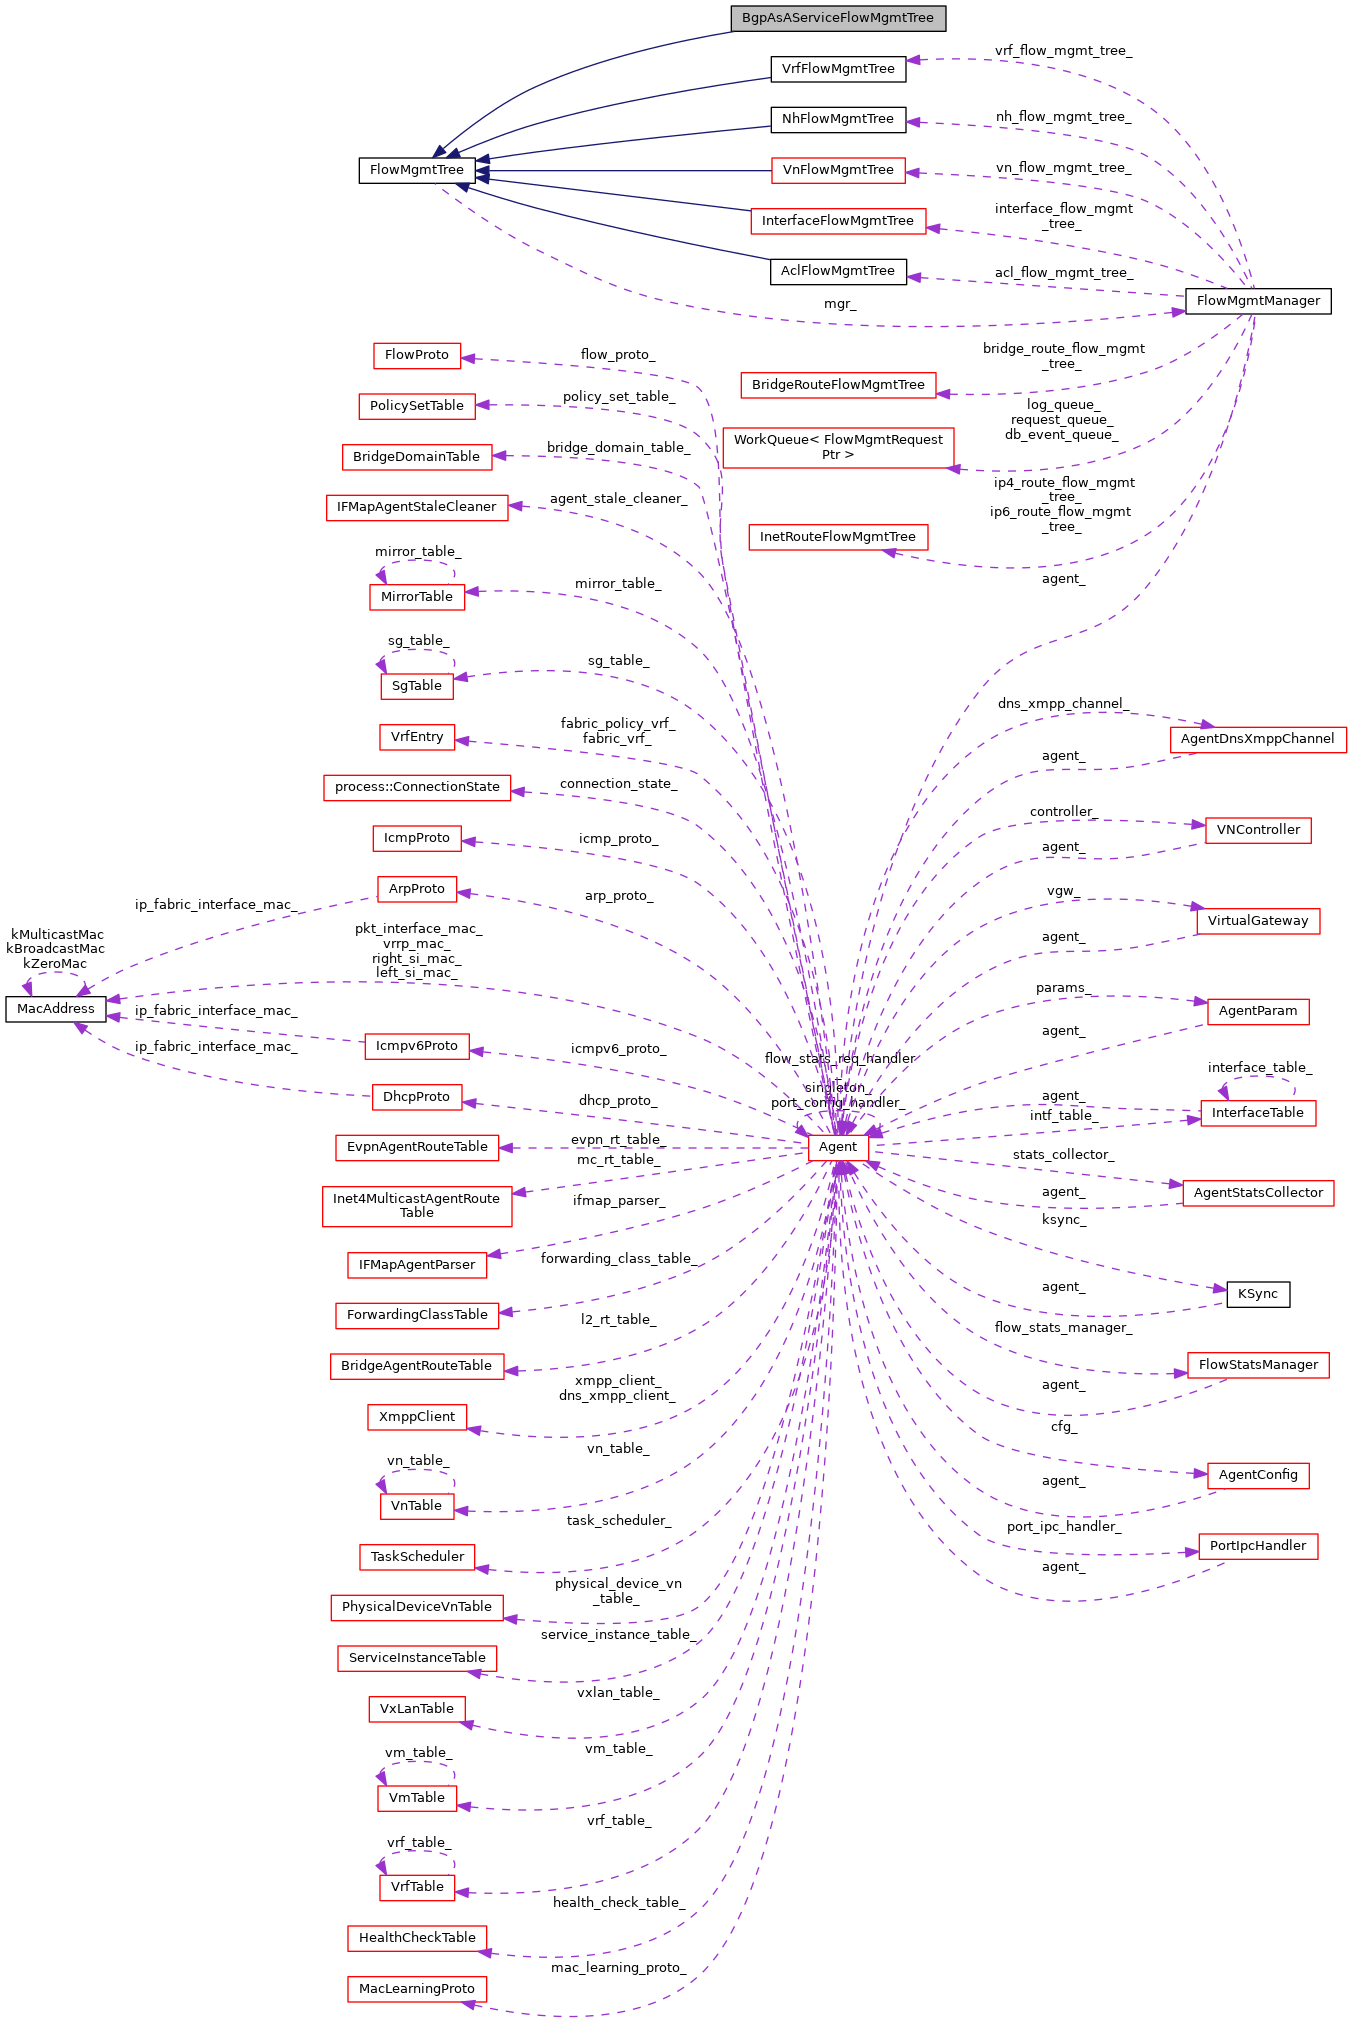 BgpAsAServiceFlowMgmtTree
vrf_flow_mgmt_tree_
VrfFlowMgmtTree
nh_flow_mgmt_tree_
NhFlowMgmtTree
FlowMgmtTree
vn_flow_mgmt_tree_
VnFlowMgmtTree
interface_flow_mgmt
_tree_
InterfaceFlowMgmtTree
acl_flow_mgmt_tree_
AclFlowMgmtTree
mgr_
FlowMgmtManager
FlowProto
flow_proto_
bridge_route_flow_mgmt
_tree_
BridgeRouteFlowMgmtTree
PolicySetTable
policy_set_table_
log_queue_
request_queue_
db_event_queue_
WorkQueue< FlowMgmtRequest
Ptr >
BridgeDomainTable
bridge_domain_table_
IFMapAgentStaleCleaner
agent_stale_cleaner_
ip4_route_flow_mgmt
_tree_
ip6_route_flow_mgmt
_tree_
InetRouteFlowMgmtTree
mirror_table_
MirrorTable
mirror_table_
agent_
sg_table_
SgTable
sg_table_
VrfEntry
fabric_policy_vrf_
fabric_vrf_
dns_xmpp_channel_
AgentDnsXmppChannel
agent_
process::ConnectionState
connection_state_
controller_
VNController
agent_
IcmpProto
icmp_proto_
ArpProto
arp_proto_
ip_fabric_interface_mac_
vgw_
VirtualGateway
agent_
kMulticastMac
kBroadcastMac
kZeroMac
MacAddress
pkt_interface_mac_
vrrp_mac_
right_si_mac_
left_si_mac_
params_
AgentParam
agent_
ip_fabric_interface_mac_
Icmpv6Proto
icmpv6_proto_
ip_fabric_interface_mac_
DhcpProto
dhcp_proto_
flow_stats_req_handler
_
singleton_
port_config_handler_
Agent
interface_table_
InterfaceTable
agent_
intf_table_
EvpnAgentRouteTable
evpn_rt_table_
mc_rt_table_
Inet4MulticastAgentRoute
Table
stats_collector_
AgentStatsCollector
agent_
ksync_
ifmap_parser_
IFMapAgentParser
forwarding_class_table_
KSync
agent_
ForwardingClassTable
l2_rt_table_
BridgeAgentRouteTable
flow_stats_manager_
FlowStatsManager
agent_
xmpp_client_
dns_xmpp_client_
XmppClient
cfg_
vn_table_
VnTable
vn_table_
AgentConfig
agent_
TaskScheduler
task_scheduler_
port_ipc_handler_
PortIpcHandler
agent_
physical_device_vn
_table_
PhysicalDeviceVnTable
service_instance_table_
ServiceInstanceTable
vxlan_table_
VxLanTable
vm_table_
VmTable
vm_table_
vrf_table_
VrfTable
vrf_table_
health_check_table_
HealthCheckTable
mac_learning_proto_
MacLearningProto